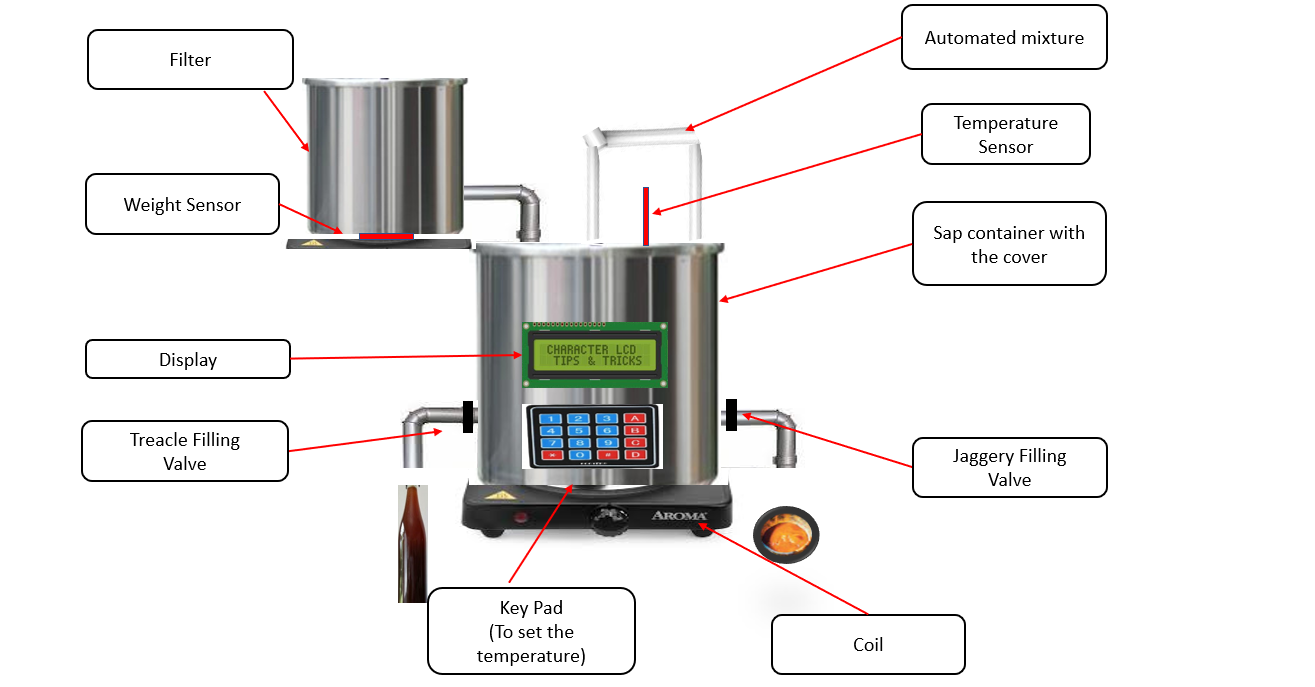 Automated mixture
Filter
Temperature
Sensor
Weight Sensor
Sap container with
the cover
Display
CHARACTER LCD
TIPS & TRICKS
1 2 3 A
4 5 6 B
7 8 9 C
* 0 # D
Treacle Filling
Valve
Jaggery Filling
Valve
AROMA
Key Pad
(To set the
temperature)
Coil